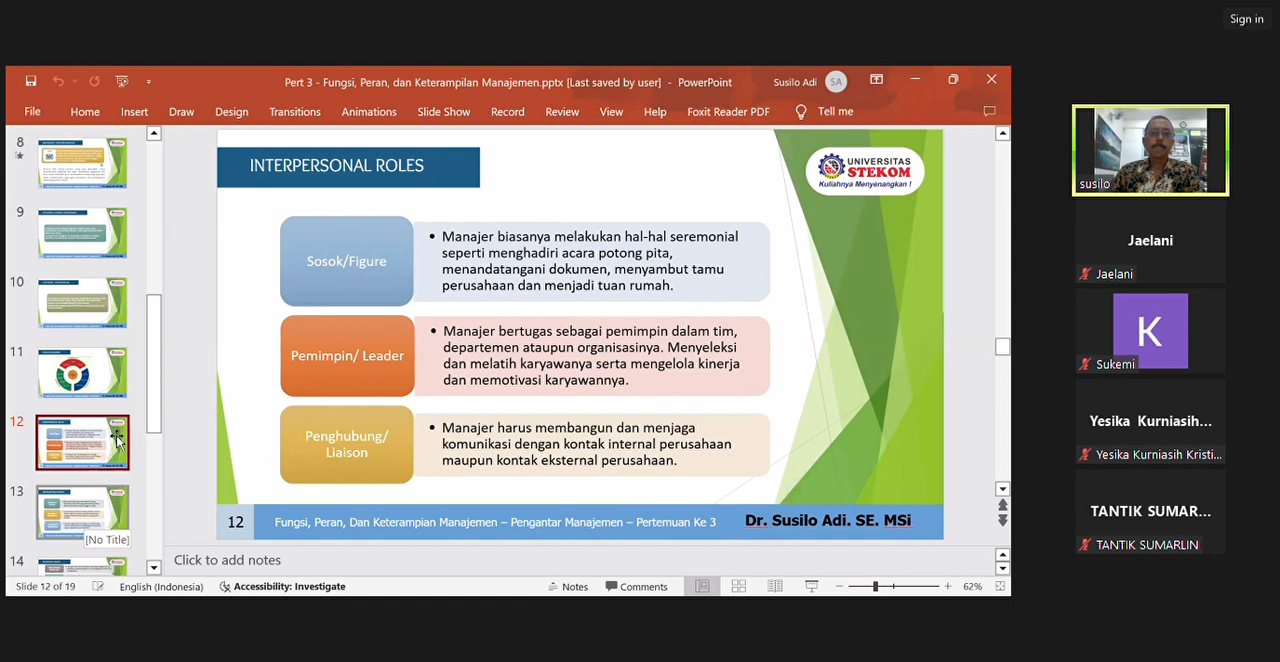 Sign in
Pert 3 - Fungsi, Peran, dan Keterampilan Manajemen.pptx [Last saved by user] - PowerPoint
Susilo Adi
SA
File Home Insert Draw Design Transitions Animations Slide Show Record Review View Help Foxit Reader PDF Tell me
8
9
10
11
12
13
14
[No Title]
INTERPERSONAL ROLES
UNIVERSITAS
STEKOM
Kuliahnya Menyenangkan !
Sosok/Figure
• Manajer biasanya melakukan hal-hal seremonial
seperti menghadiri acara potong pita,
menandatangani dokumen, menyambut tamu
perusahaan dan menjadi tuan rumah.
Pemimpin/ Leader
• Manajer bertugas sebagai pemimpin dalam tim,
departemen ataupun organisasinya. Menyeleksi
dan melatih karyawanya serta mengelola kinerja
dan memotivasi karyawannya.
Penghubung/
Liaison
• Manajer harus membangun dan menjaga
komunikasi dengan kontak internal perusahaan
maupun kontak eksternal perusahaan.
12
Fungsi, Peran, Dan Keterampian Manajemen – Pengantar Manajemen – Pertemuan Ke 3
Dr. Susilo Adi. SE. MSi
Click to add notes
Slide 12 of 19
English (Indonesia)
Accessibility: Investigate
Notes
Comments
62%
susilo
Jaelani
Jaelani
K
Sukemi
Yesika Kurniasih...
Yesika Kurniasih Kristi...
TANTIK SUMAR...
TANTIK SUMARLIN